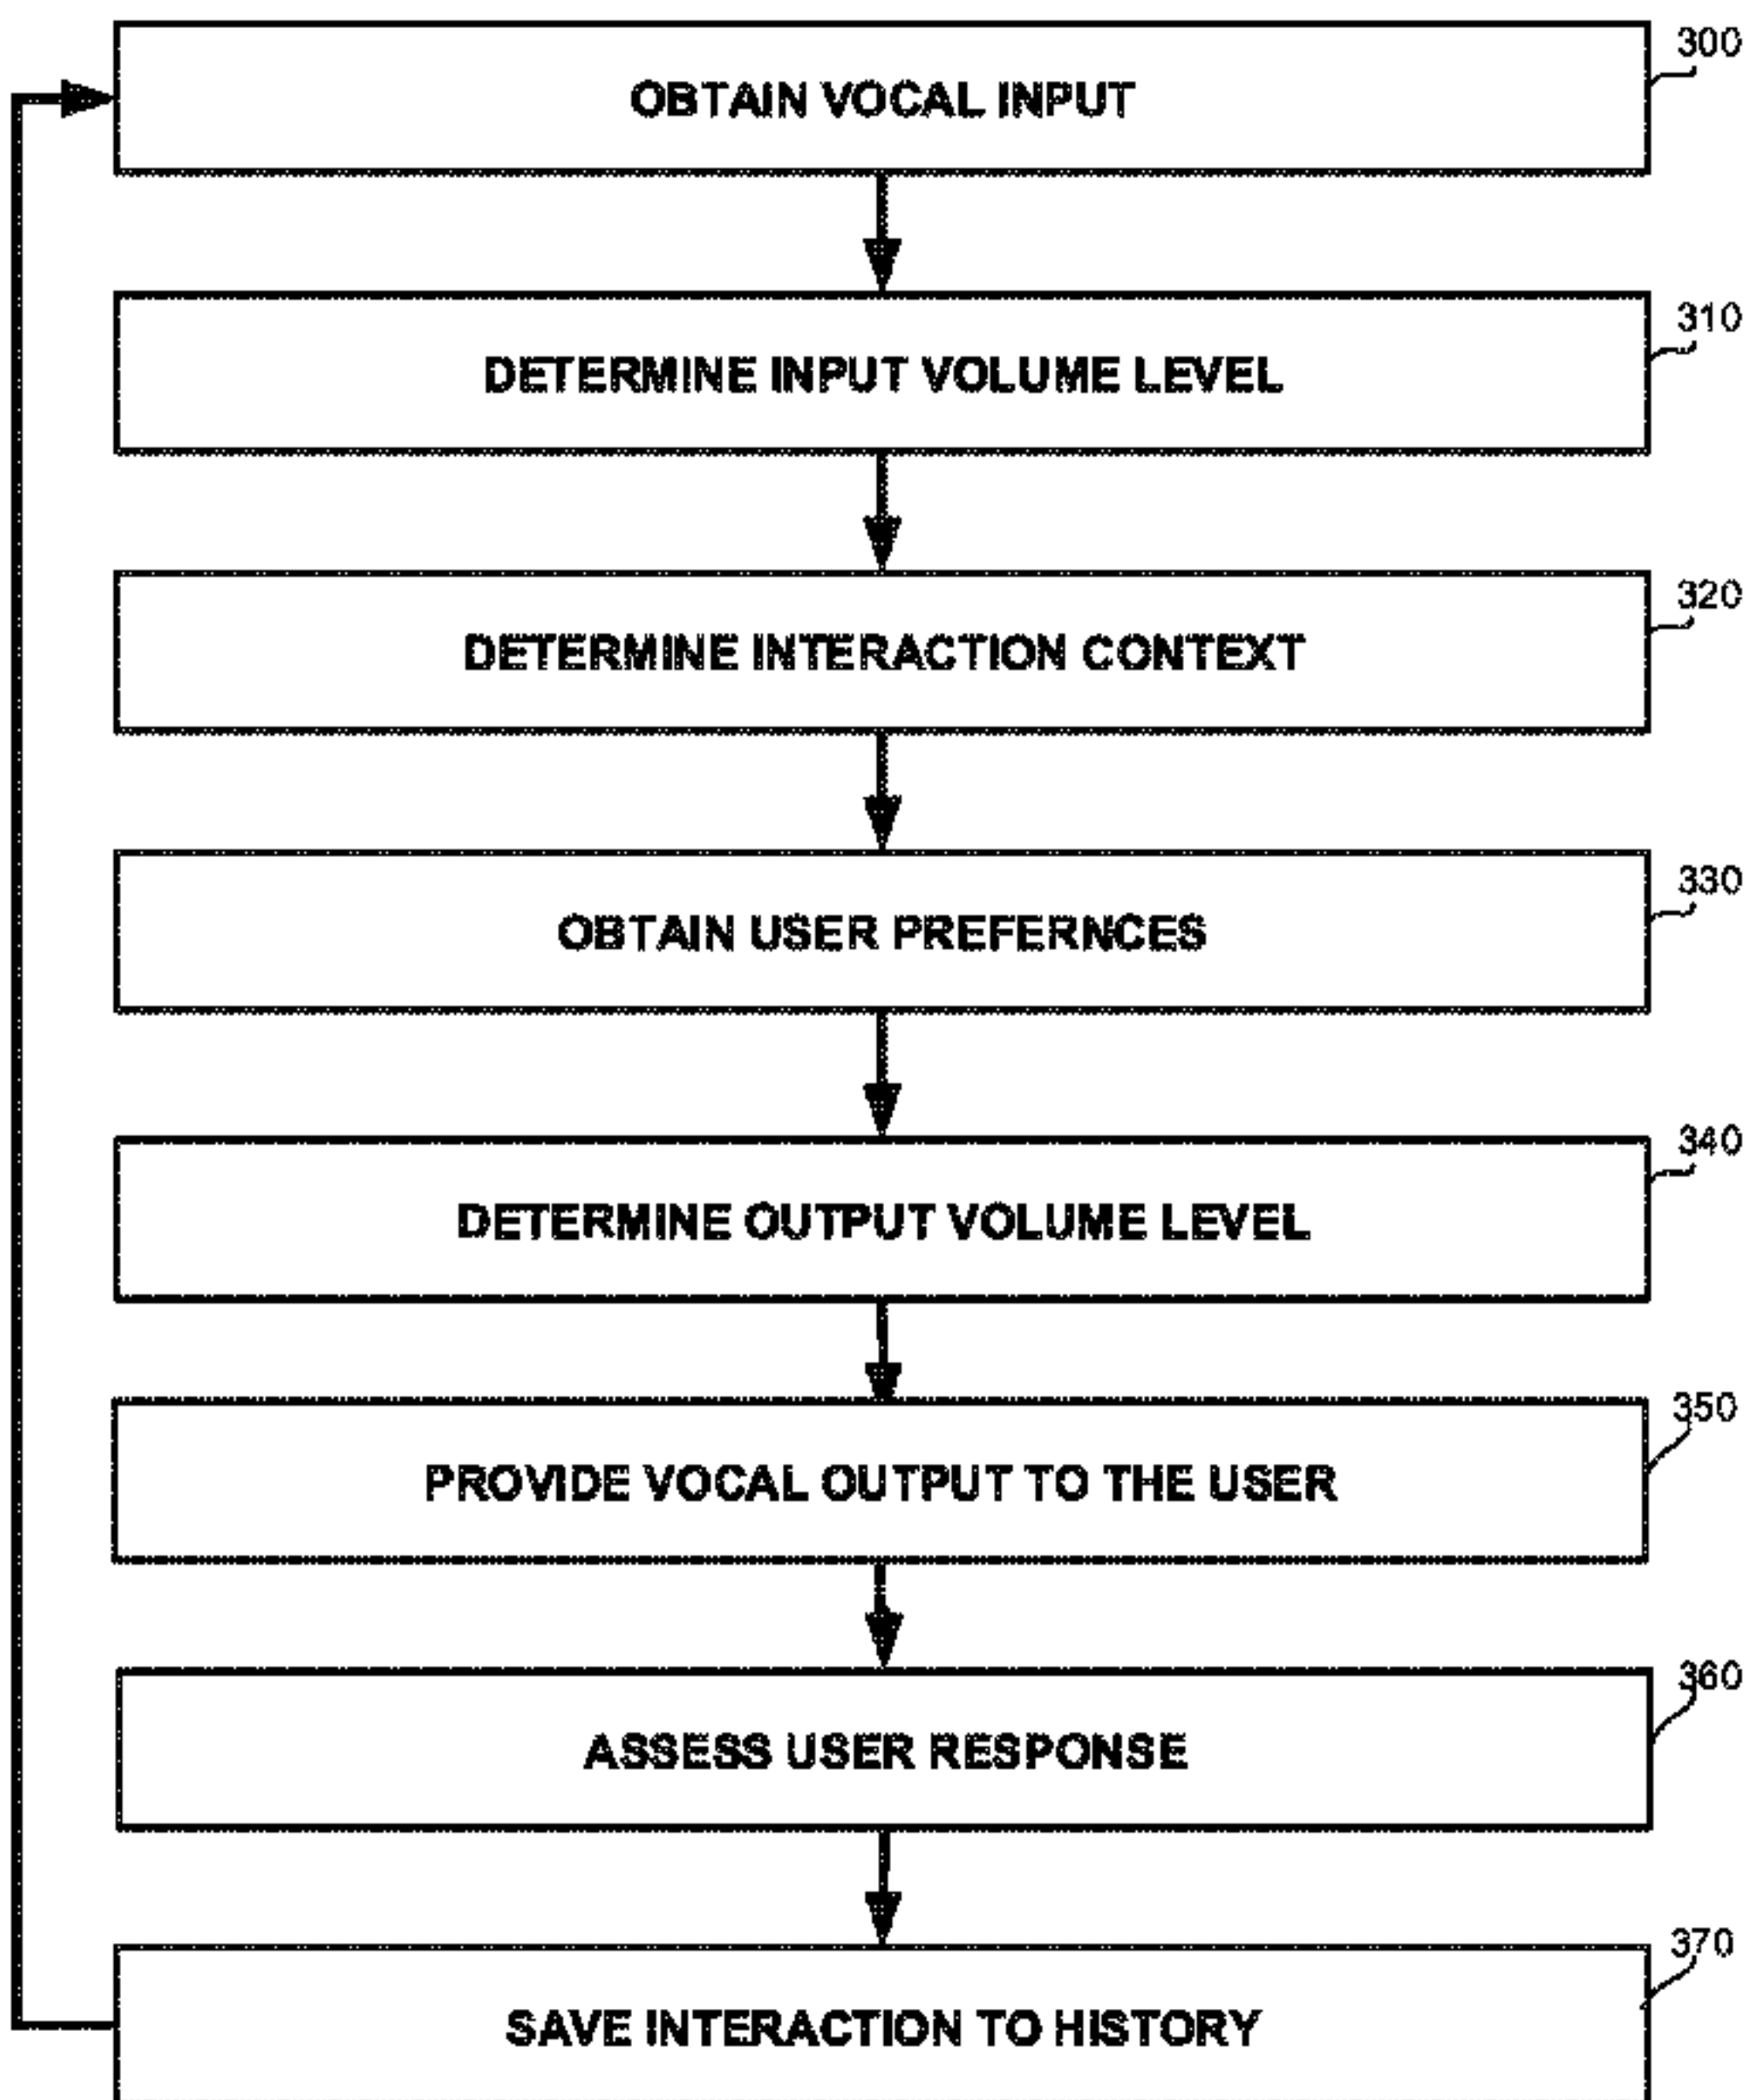 300
OBTAIN VOCAL INPUT
310
DETERMINE INPUT VOLUME LEVEL
320
DETERMINE INTERACTION CONTEXT
330
OBTAIN USER PREFERNCES
340
DETERMINE OUTPUT VOLUME LEVEL
350
PROVIDE VOCAL OUTPUT TO THE USER
360
ASSESS USER RESPONSE
370
SAVE INTERACTION TO HISTORY